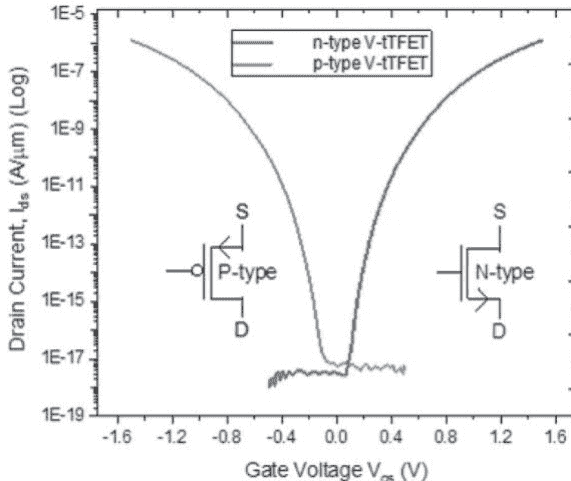 n-type V-tTFET
p-type V-tTFET
Drain Current, I_ds (A/μm) (Log)
1E-5
1E-7
1E-9
1E-11
1E-13
1E-15
1E-17
1E-19
S
P-type
D
S
N-type
D
-1.6 -1.2 -0.8 -0.4 0.0 0.4 0.8 1.2 1.6
Gate Voltage V_gs (V)